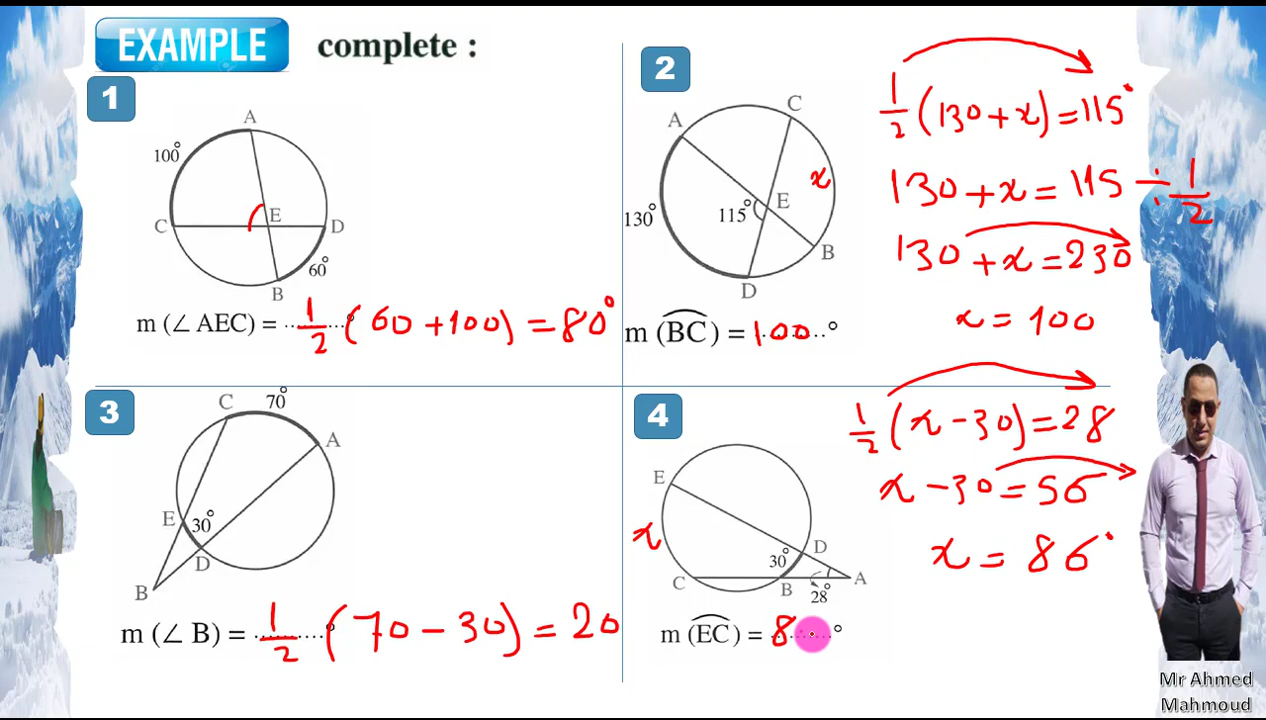 EXAMPLE complete :
1
A
100°
C
E
D
60°
B
m (∠ AEC) = ............° 1/2 (60 + 100) = 80°
2
A
C
x
E
115°
130°
B
D
m (BC) = 100 ......°
1/2 (130 + x) = 115°
130 + x = 115 ÷ 1/2
130 + x = 230
x = 100
3
C
70°
A
E
30°
D
B
m (∠ B) = ............° 1/2 (70 - 30) = 20
4
E
x
D
30°
C
B
A
28°
m (EC) = 8 ......°
1/2 (x - 30) = 28
x - 30 = 56
x = 86°
Mr Ahmed
Mahmoud